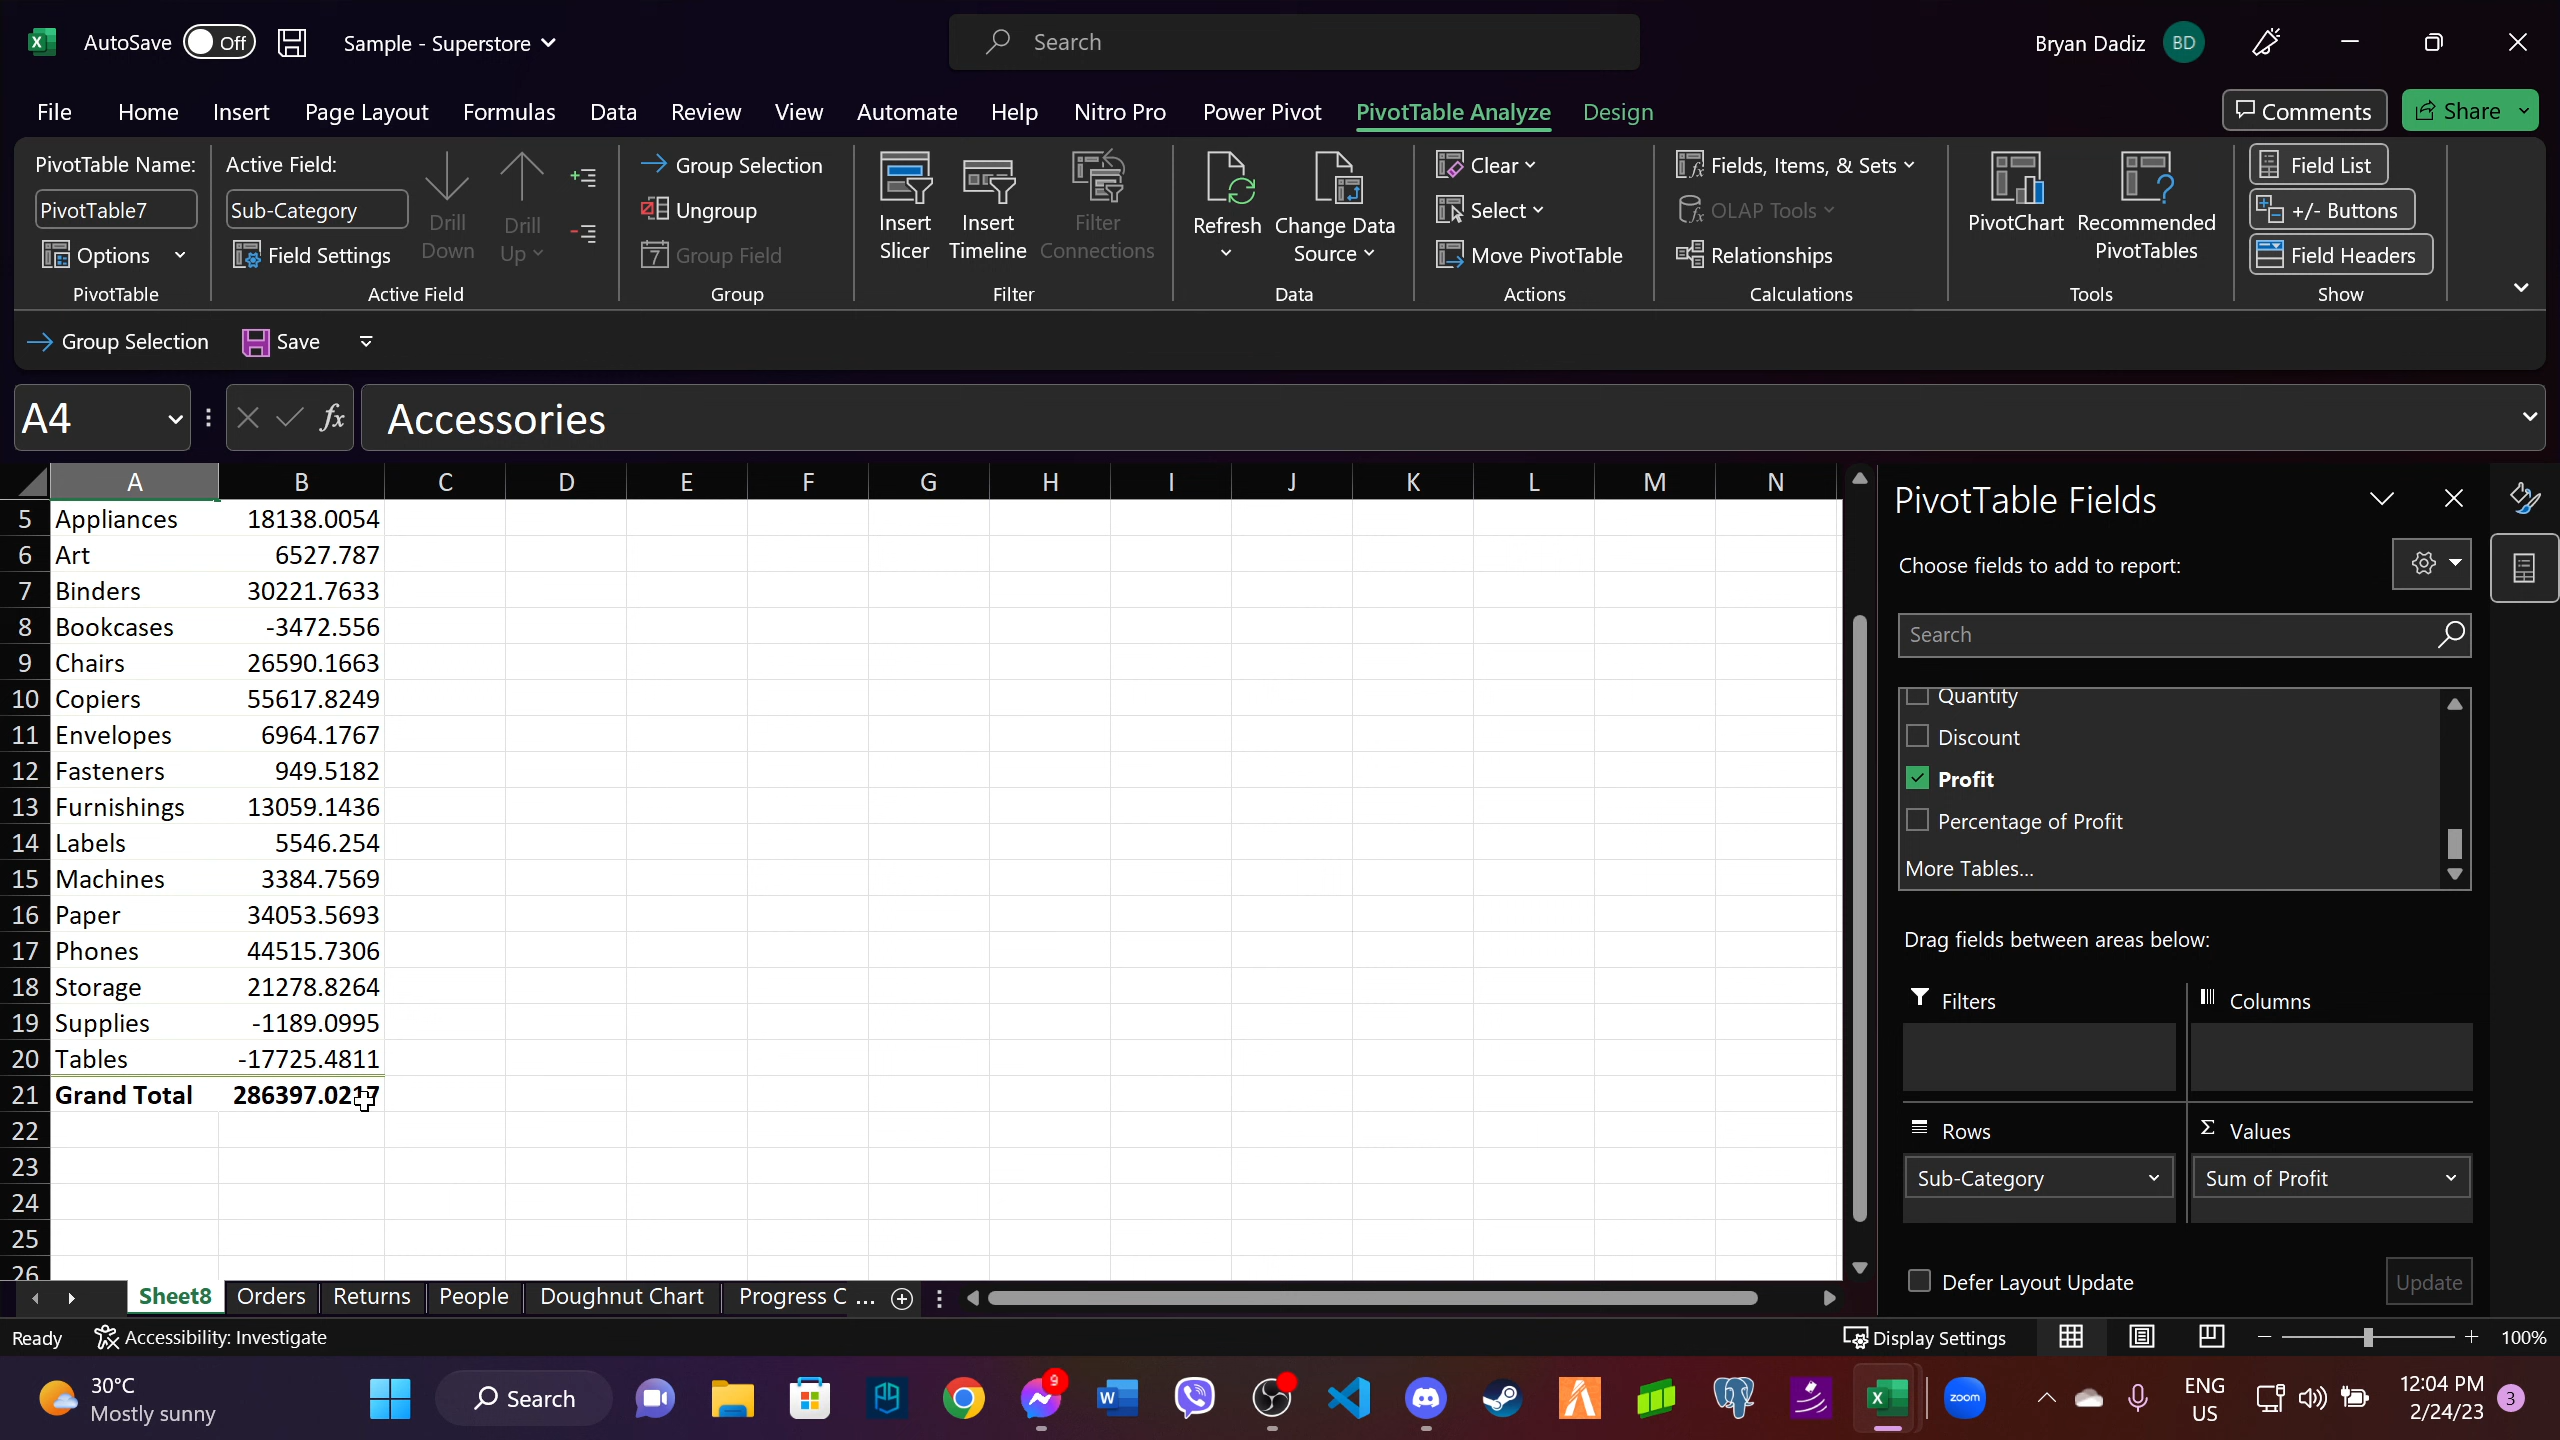 AutoSave Off Sample - Superstore Search Bryan Dadiz BD
File Home Insert Page Layout Formulas Data Review View Automate Help Nitro Pro Power Pivot PivotTable Analyze Design Comments Share
PivotTable Name:
PivotTable7
Options
PivotTable
Active Field:
Sub-Category
Field Settings
Drill Down
Drill Up
Active Field
Group Selection
Ungroup
Group Field
Group
Insert Slicer
Insert Timeline
Filter Connections
Filter
Refresh
Change Data Source
Data
Clear
Select
Move PivotTable
Actions
Fields, Items, & Sets
OLAP Tools
Relationships
Calculations
PivotChart
Recommended PivotTables
Tools
Field List
+/- Buttons
Field Headers
Show
Group Selection Save
A4 fx Accessories
A B C D E F G H I J K L M N
5 Appliances 18138.0054
6 Art 6527.787
7 Binders 30221.7633
8 Bookcases -3472.556
9 Chairs 26590.1663
10 Copiers 55617.8249
11 Envelopes 6964.1767
12 Fasteners 949.5182
13 Furnishings 13059.1436
14 Labels 5546.254
15 Machines 3384.7569
16 Paper 34053.5693
17 Phones 44515.7306
18 Storage 21278.8264
19 Supplies -1189.0995
20 Tables -17725.4811
21 Grand Total 286397.0217
22
23
24
25
26
PivotTable Fields
Choose fields to add to report:
Search
Quantity
Discount
Profit
Percentage of Profit
More Tables...
Drag fields between areas below:
Filters Columns
Rows Values
Sub-Category Sum of Profit
Defer Layout Update Update
Sheet8 Orders Returns People Doughnut Chart Progress C ...
Ready Accessibility: Investigate Display Settings 100%
30°C
Mostly sunny
Search
9
zoom
ENG
US
12:04 PM
2/24/23
3